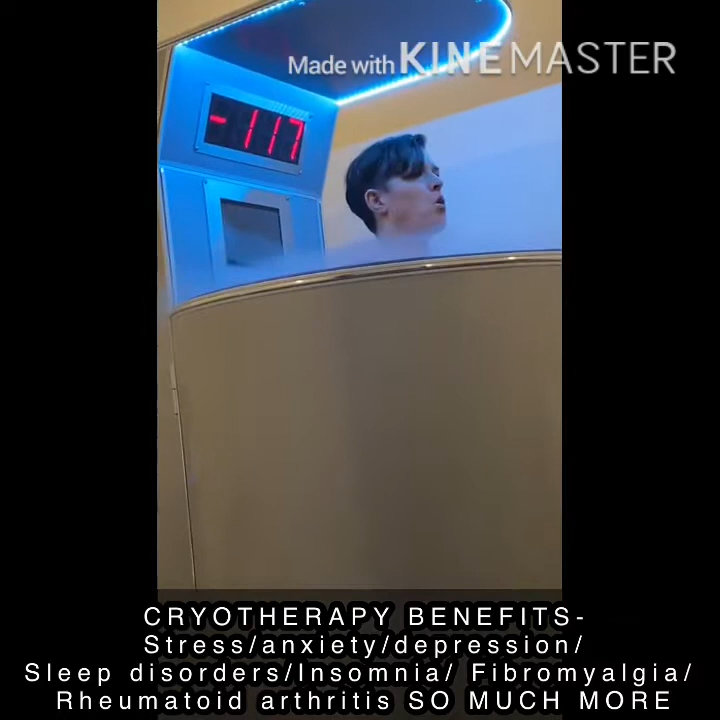 Made with KINEMASTER
-117
CRYOTHERAPY BENEFITS-
Stress/anxiety/depression/
Sleep disorders/Insomnia/ Fibromyalgia/
Rheumatoid arthritis SO MUCH MORE